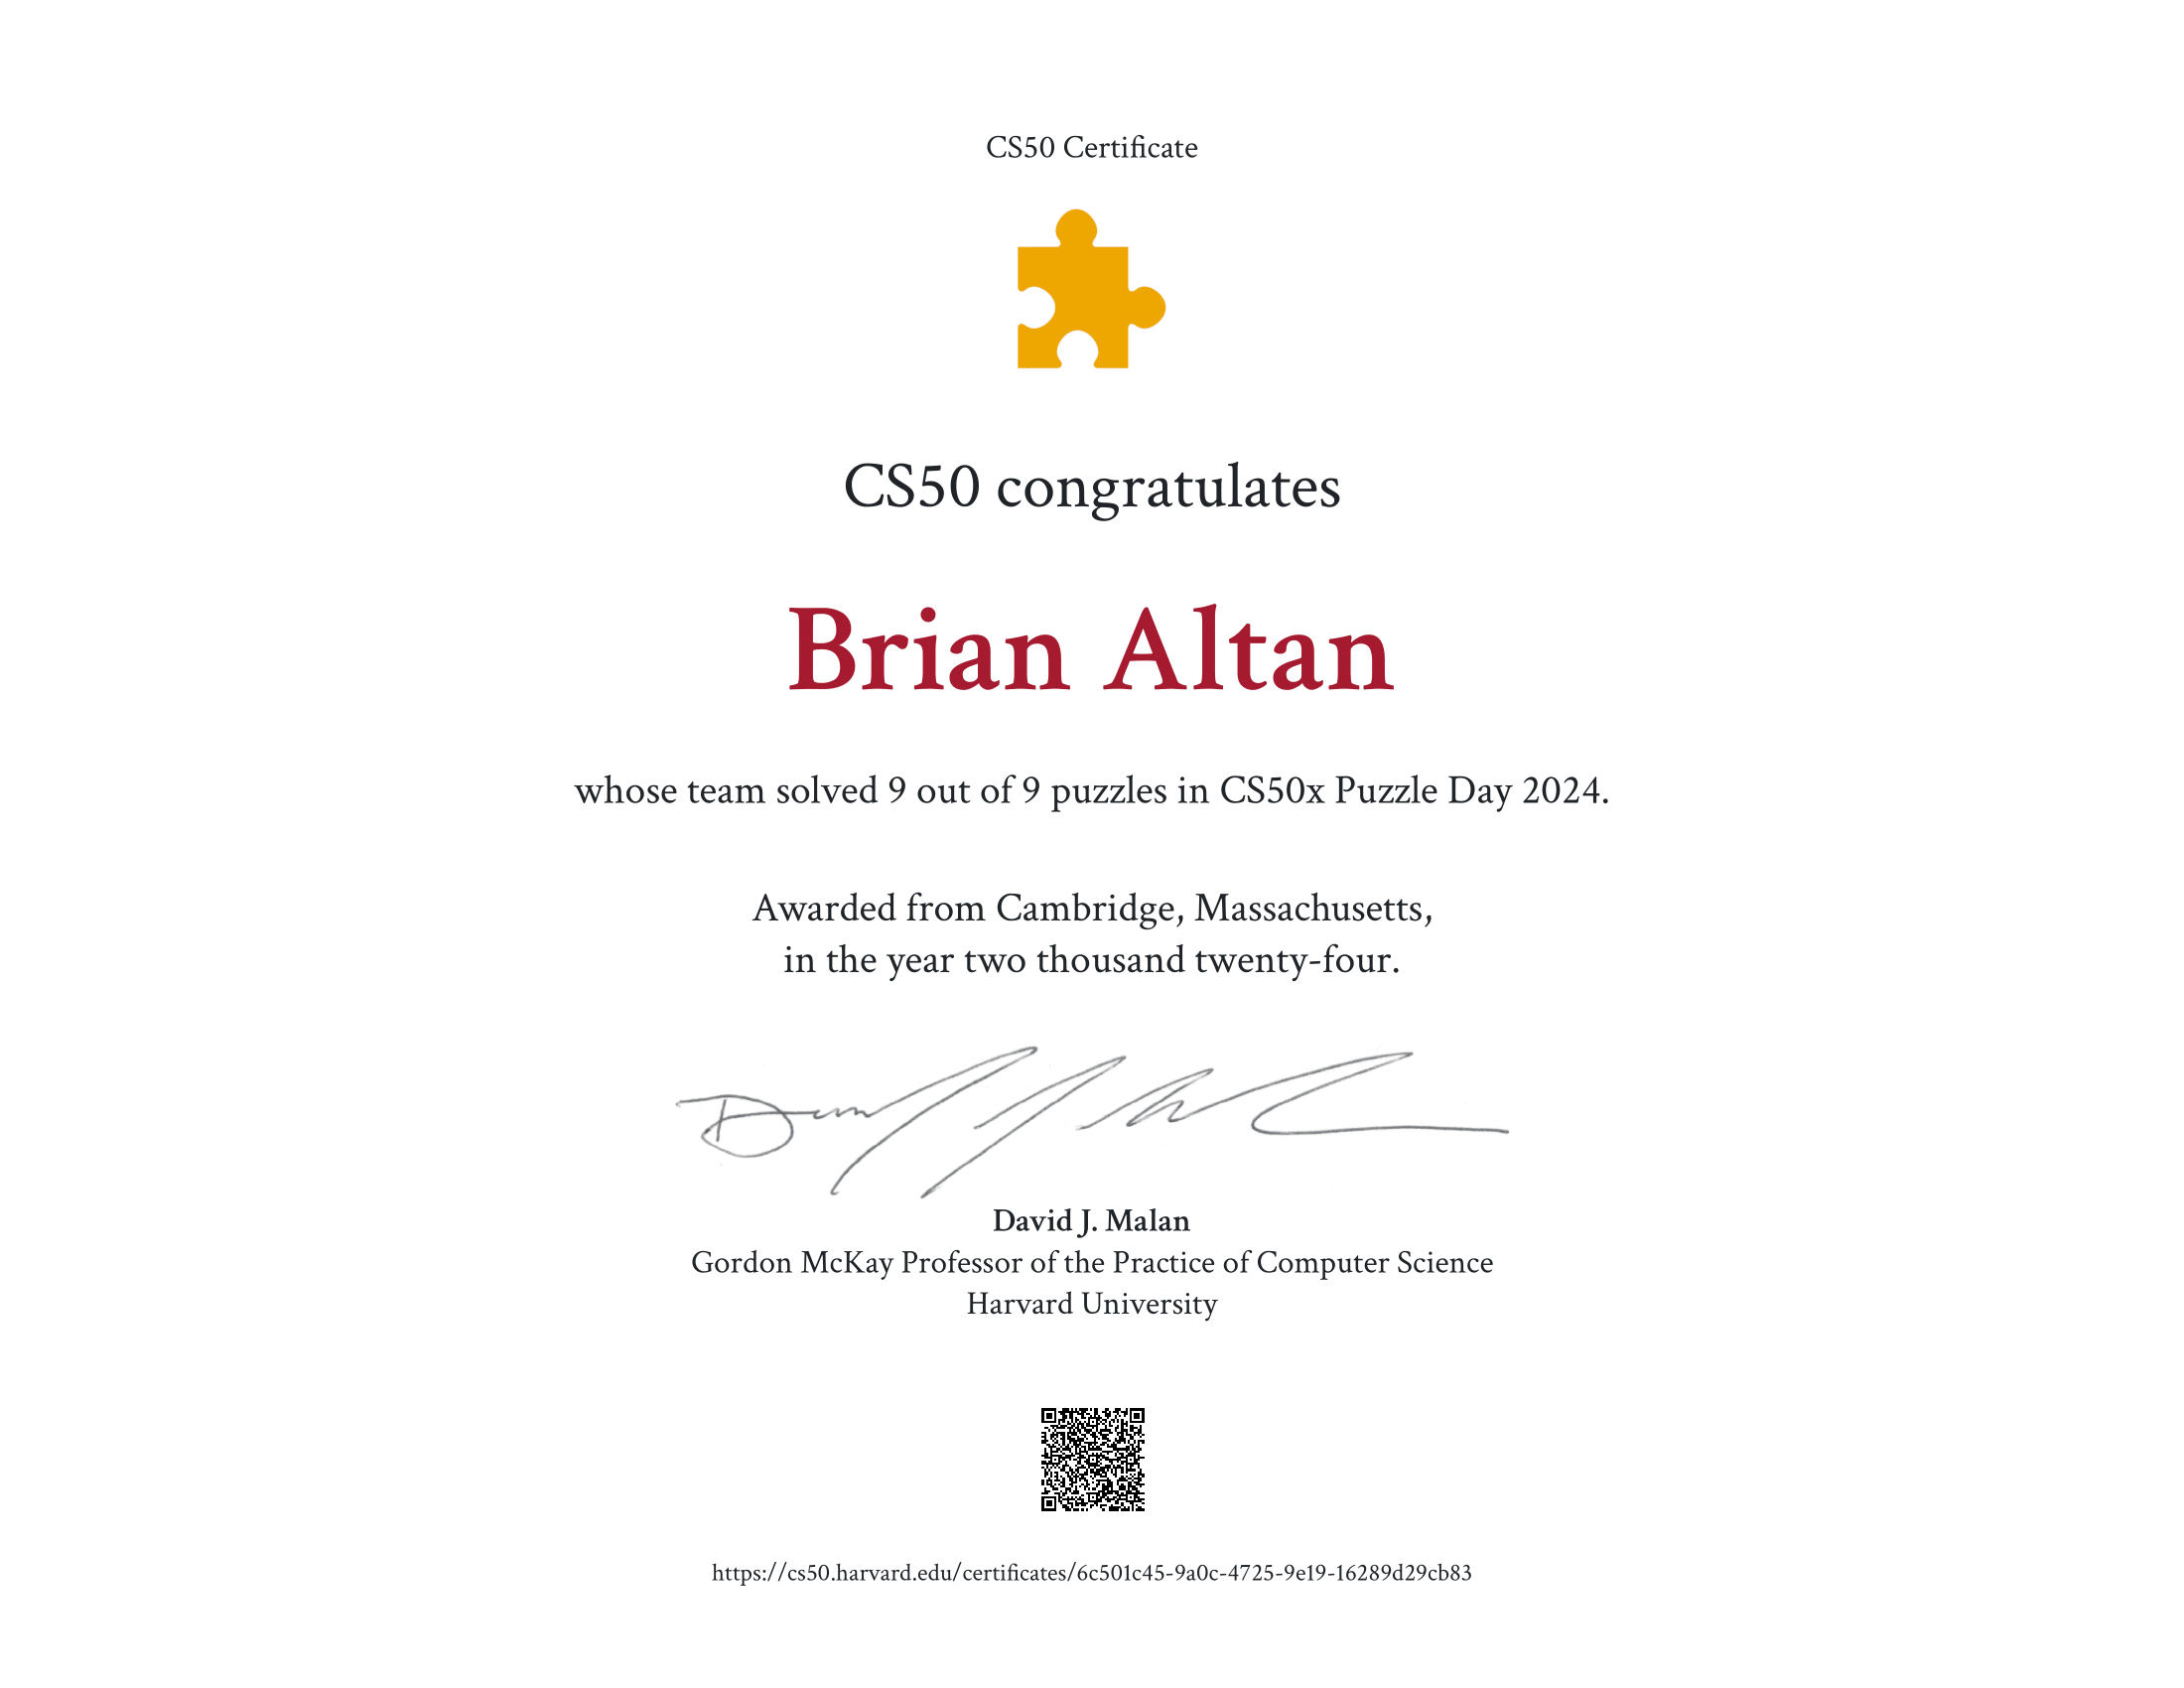 CS50 Certificate
CS50 congratulates
Brian Altan
whose team solved 9 out of 9 puzzles in CS50x Puzzle Day 2024.
Awarded from Cambridge, Massachusetts,
in the year two thousand twenty-four.
David J. Malan
Gordon McKay Professor of the Practice of Computer Science
Harvard University
https://cs50.harvard.edu/certificates/6c501c45-9a0c-4725-9e19-16289d29cb83